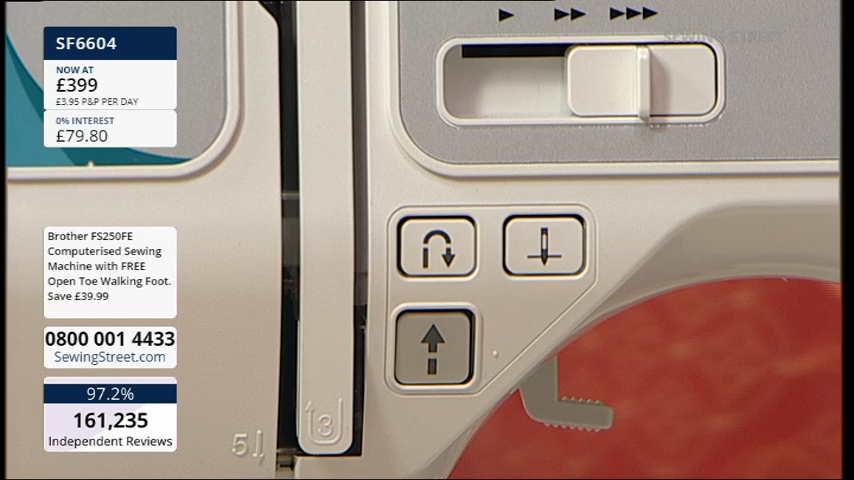 SF6604
NOW AT
£399
£3.95 P&P PER DAY
0% INTEREST
£79.80
Brother FS250FE
Computerised Sewing
Machine with FREE
Open Toe Walking Foot.
Save £39.99
0800 001 4433
SewingStreet.com
97.2%
161,235
Independent Reviews
SEWING STREET
3
5